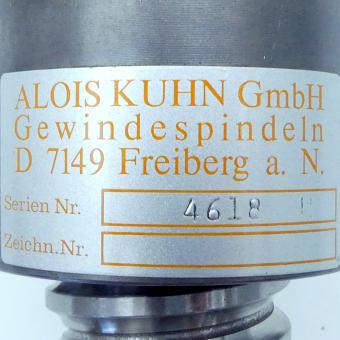 ALOIS KUHN GmbH
Gewindespindeln
D 7149 Freiberg a. N.
Serien Nr. 4618
Zeichn.Nr.